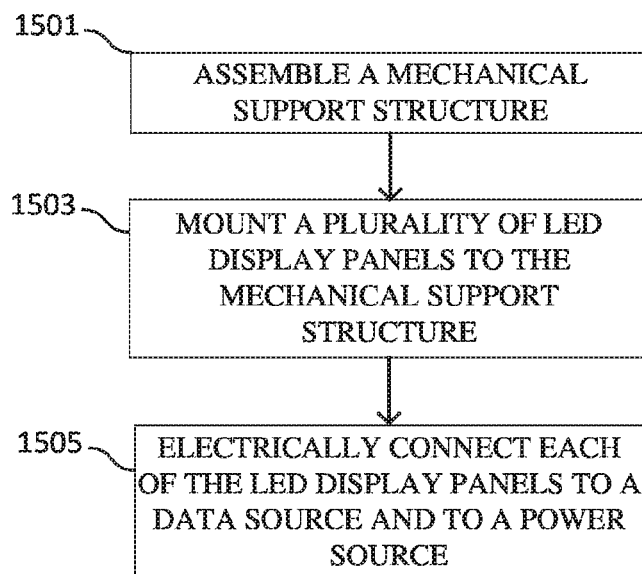 1501
ASSEMBLE A MECHANICAL
SUPPORT STRUCTURE
1503
MOUNT A PLURALITY OF LED
DISPLAY PANELS TO THE
MECHANICAL SUPPORT
STRUCTURE
1505
ELECTRICALLY CONNECT EACH
OF THE LED DISPLAY PANELS TO A
DATA SOURCE AND TO A POWER
SOURCE